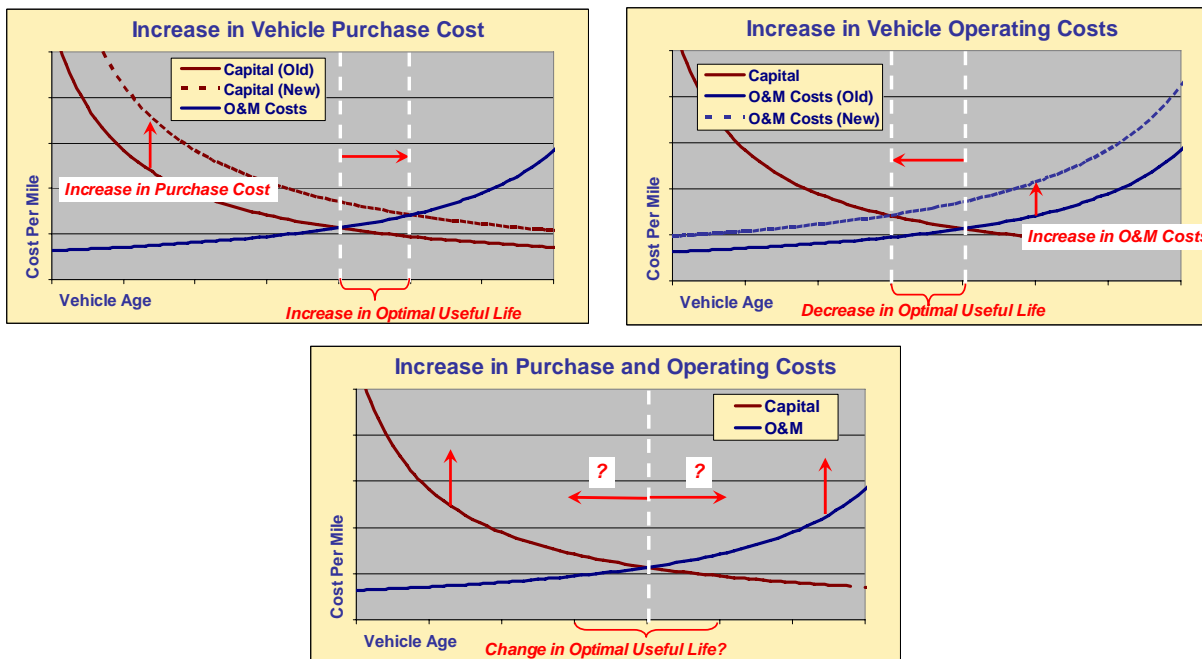 Increase in Vehicle Purchase Cost
Capital (Old)
Capital (New)
O&M Costs
Increase in Purchase Cost
Cost Per Mile
Vehicle Age
Increase in Optimal Useful Life
Increase in Vehicle Operating Costs
Capital
O&M Costs (Old)
O&M Costs (New)
Increase in O&M Costs
Cost Per Mile
Vehicle Age
Decrease in Optimal Useful Life
Increase in Purchase and Operating Costs
Capital
O&M
? ?
Cost Per Mile
Vehicle Age
Change in Optimal Useful Life?